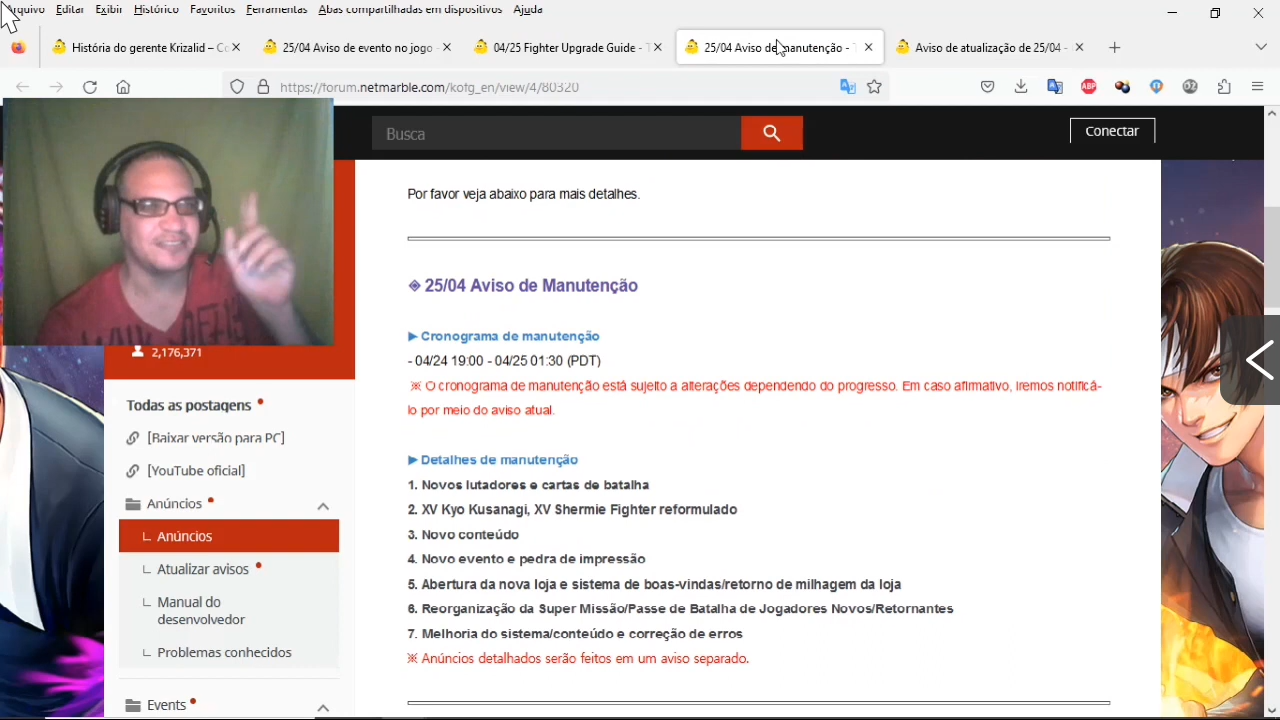 Arquivo Editar Exibir Histórico Favoritos Ferramentas Abas sincronizadas Perfis Ajuda
História do gerente Krizalid – Co
25/04 Aviso de evento no jogo -
04/25 Fighter Upgrade Guide - T
25/04 Aviso de manutenção - T
Aviso de atualização de 25/04 -
https://forum.netmarble.com/kofg_en/view/4/80320
Busca
Conectar
Por favor veja abaixo para mais detalhes.
◈ 25/04 Aviso de Manutenção
▶ Cronograma de manutenção
- 04/24 19:00 - 04/25 01:30 (PDT)
※ O cronograma de manutenção está sujeito a alterações dependendo do progresso. Em caso afirmativo, iremos notificá-
lo por meio do aviso atual.
▶ Detalhes de manutenção
1. Novos lutadores e cartas de batalha
2. XV Kyo Kusanagi, XV Shermie Fighter reformulado
3. Novo conteúdo
4. Novo evento e pedra de impressão
5. Abertura da nova loja e sistema de boas-vindas/retorno de milhagem da loja
6. Reorganização da Super Missão/Passe de Batalha de Jogadores Novos/Retornantes
7. Melhoria do sistema/conteúdo e correção de erros
※ Anúncios detalhados serão feitos em um aviso separado.
2,176,371
Todas as postagens
[Baixar versão para PC]
[YouTube oficial]
Anúncios
Anúncios
Atualizar avisos
Manual do
desenvolvedor
Problemas conhecidos
Events
ABP